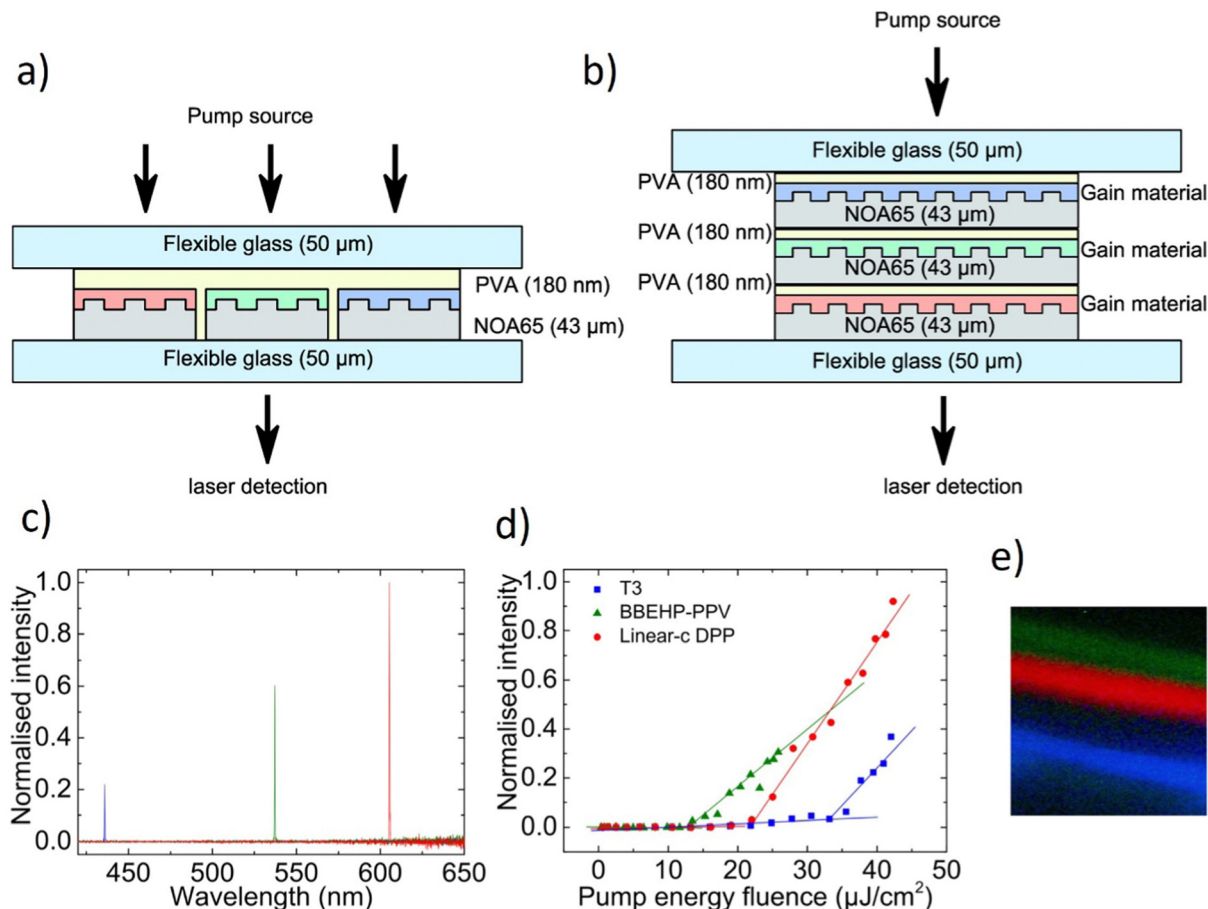 a)
Pump source
Flexible glass (50 µm)
PVA (180 nm)
NOA65 (43 µm)
Flexible glass (50 µm)
laser detection
b)
Pump source
Flexible glass (50 µm)
PVA (180 nm)
Gain material
NOA65 (43 µm)
PVA (180 nm)
Gain material
NOA65 (43 µm)
PVA (180 nm)
Gain material
NOA65 (43 µm)
Flexible glass (50 µm)
laser detection
c)
Normalised intensity
1.0
0.8
0.6
0.4
0.2
0.0
450 500 550 600 650
Wavelength (nm)
d)
Normalised intensity
1.0
0.8
0.6
0.4
0.2
0.0
T3
BBEHP-PPV
Linear-c DPP
0 10 20 30 40 50
Pump energy fluence (µJ/cm²)
e)